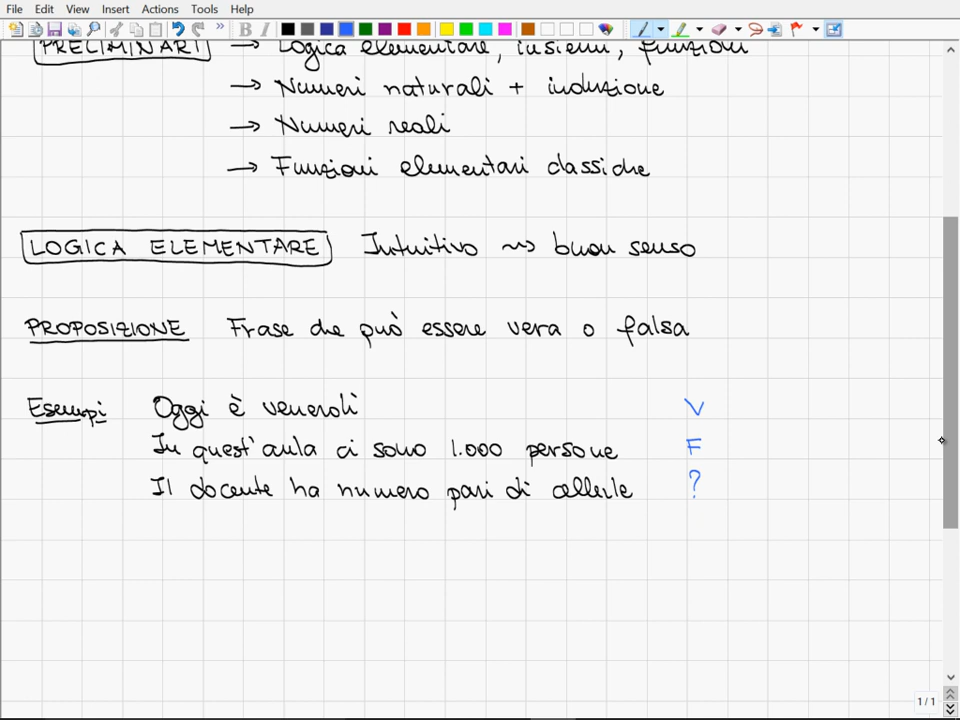 File Edit View Insert Actions Tools Help
PRELIMINARI → Logica elementare, insiemi, funzioni
→ Numeri naturali + induzione
→ Numeri reali
→ Funzioni elementari classiche
LOGICA ELEMENTARE Intuitivo ⇝ buon senso
PROPOSIZIONE Frase che può essere vera o falsa
Esempi Oggi è venerdì V
In quest'aula ci sono 1.000 persone F
Il docente ha numero pari di cellule ?
1 / 1